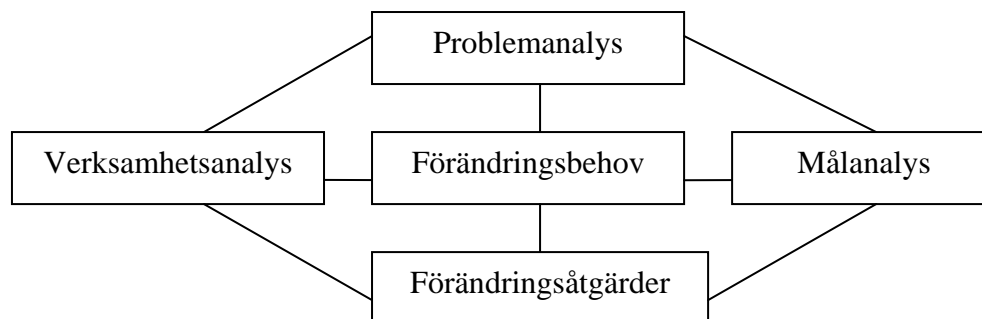 Problemanalys
Verksamhetsanalys
Förändringsbehov
Målanalys
Förändringsåtgärder